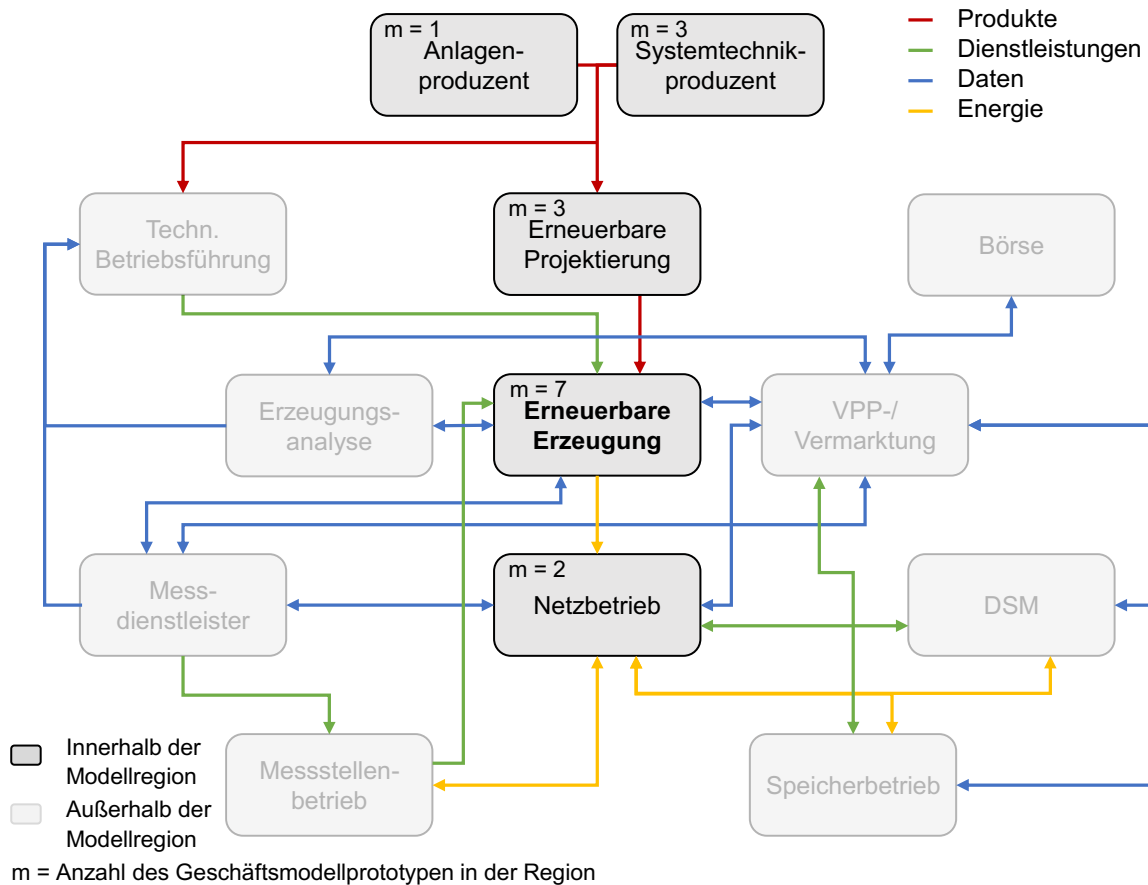 m = 1
Anlagen-
produzent
m = 3
Systemtechnik-
produzent
Produkte
Dienstleistungen
Daten
Energie
Techn.
Betriebsführung
m = 3
Erneuerbare
Projektierung
Börse
Erzeugungs-
analyse
m = 7
Erneuerbare
Erzeugung
VPP-/
Vermarktung
Mess-
dienstleister
m = 2
Netzbetrieb
DSM
Messstellen-
betrieb
Speicherbetrieb
Innerhalb der
Modellregion
Außerhalb der
Modellregion
m = Anzahl des Geschäftsmodellprototypen in der Region